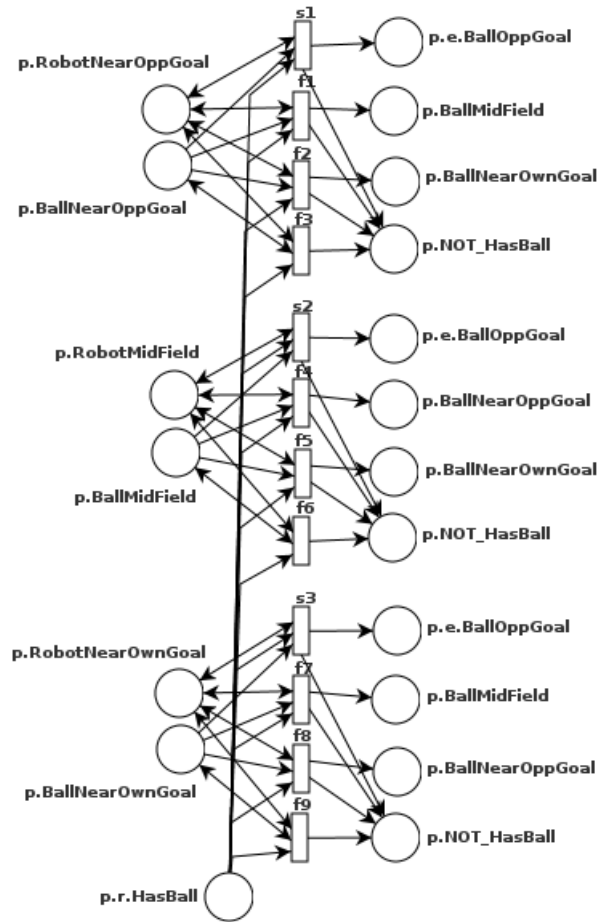 s1
p.e.BallOppGoal
p.RobotNearOppGoal
f1
p.BallMidField
f2
p.BallNearOwnGoal
p.BallNearOppGoal
f3
p.NOT_HasBall
s2
p.e.BallOppGoal
p.RobotMidField
f4
p.BallNearOppGoal
f5
p.BallNearOwnGoal
p.BallMidField
f6
p.NOT_HasBall
s3
p.e.BallOppGoal
p.RobotNearOwnGoal
f7
p.BallMidField
f8
p.BallNearOppGoal
p.BallNearOwnGoal
f9
p.NOT_HasBall
p.r.HasBall